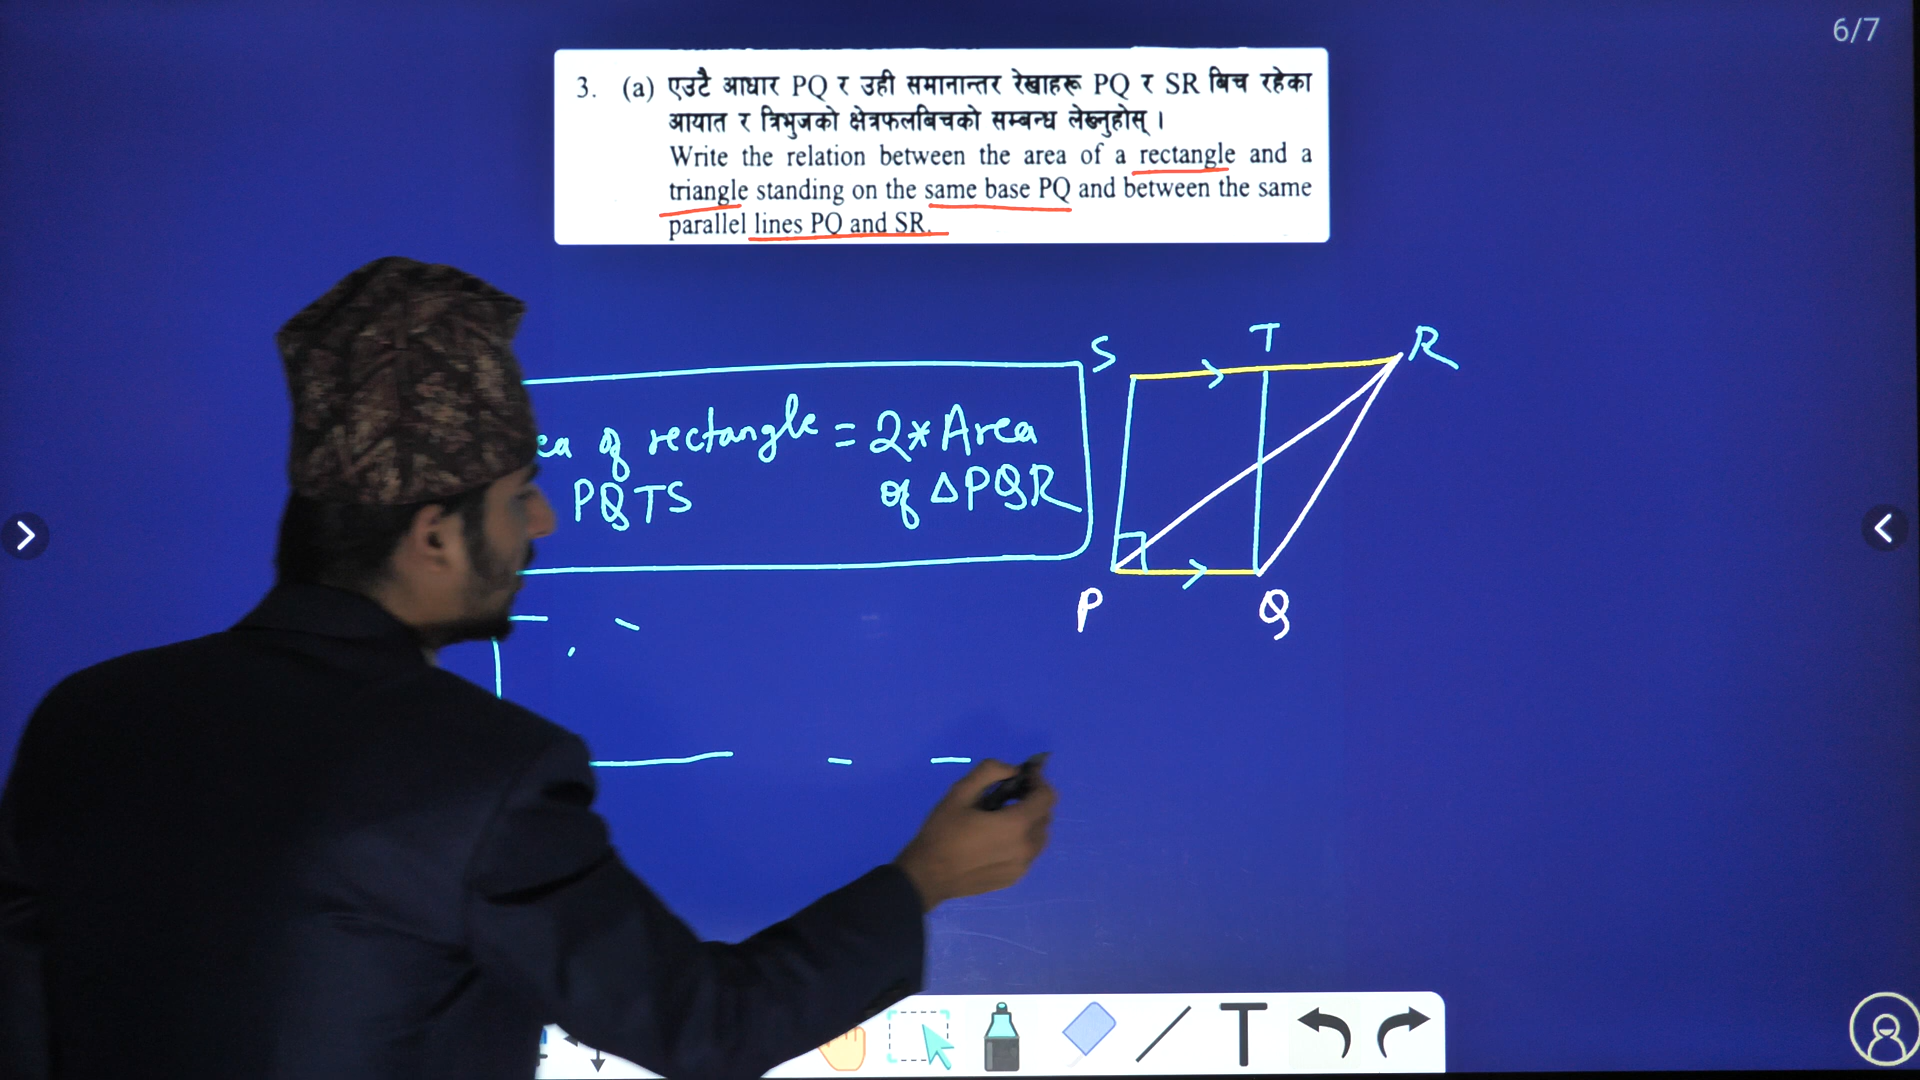 6/7
3. (a) एउटै आधार PQ र उही समानान्तर रेखाहरू PQ र SR बिच रहेका
आयात र त्रिभुजको क्षेत्रफलबिचको सम्बन्ध लेख्नुहोस् ।
Write the relation between the area of a rectangle and a
triangle standing on the same base PQ and between the same
parallel lines PQ and SR.
S T R
ea of rectangle = 2* Area
PQTS of ΔPQR
P Q
T